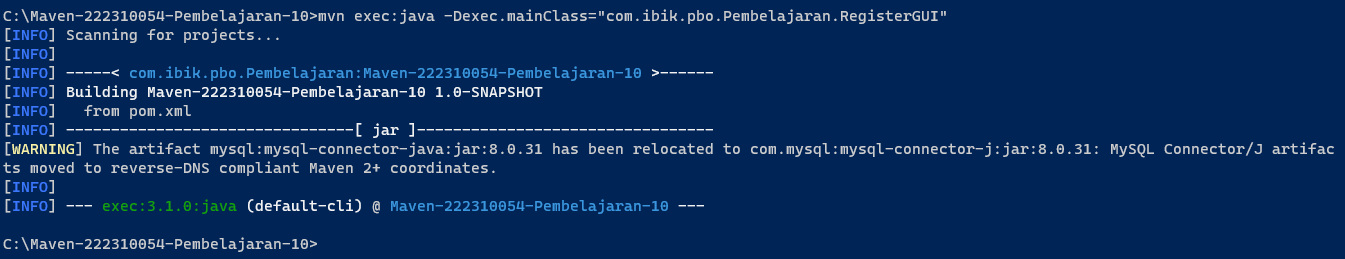 C:\Maven-222310054-Pembelajaran-10>mvn exec:java -Dexec.mainClass="com.ibik.pbo.Pembelajaran.RegisterGUI"
[INFO] Scanning for projects...
[INFO]
[INFO] -----< com.ibik.pbo.Pembelajaran:Maven-222310054-Pembelajaran-10 >------
[INFO] Building Maven-222310054-Pembelajaran-10 1.0-SNAPSHOT
[INFO]   from pom.xml
[INFO] --------------------------------[ jar ]---------------------------------
[WARNING] The artifact mysql:mysql-connector-java:jar:8.0.31 has been relocated to com.mysql:mysql-connector-j:jar:8.0.31: MySQL Connector/J artifac
ts moved to reverse-DNS compliant Maven 2+ coordinates.
[INFO]
[INFO] --- exec:3.1.0:java (default-cli) @ Maven-222310054-Pembelajaran-10 ---
C:\Maven-222310054-Pembelajaran-10>